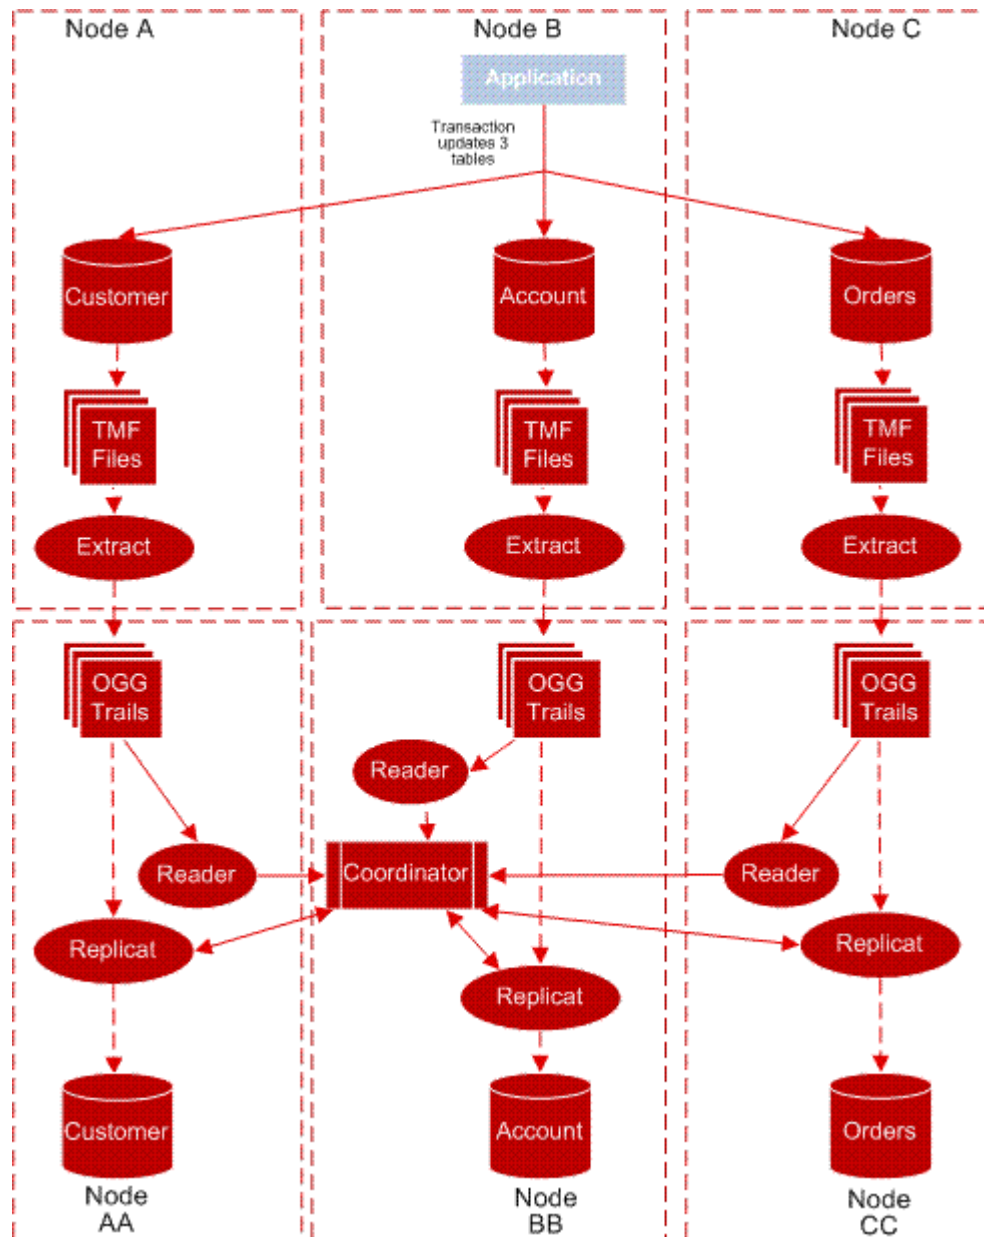 Node A
Node B
Node C
Application
Transaction
updates 3
tables
Customer
Account
Orders
TMF
Files
TMF
Files
TMF
Files
Extract
Extract
Extract
OGG
Trails
OGG
Trails
OGG
Trails
Reader
Reader
Coordinator
Reader
Replicat
Replicat
Replicat
Customer
Account
Orders
Node
AA
Node
BB
Node
CC